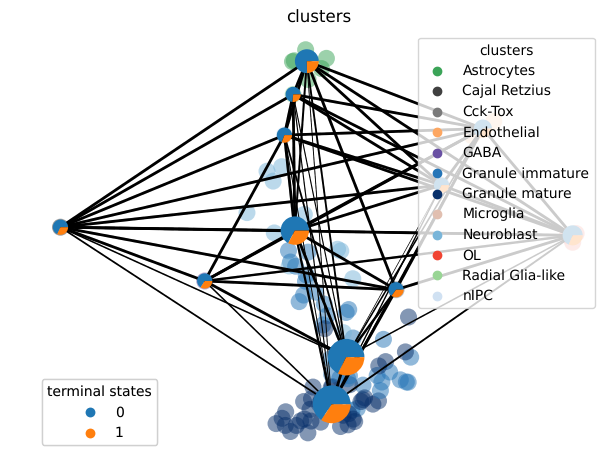 clusters
clusters
Astrocytes
Cajal Retzius
Cck-Tox
Endothelial
GABA
Granule immature
Granule mature
Microglia
Neuroblast
OL
Radial Glia-like
nIPC
terminal states
0
1